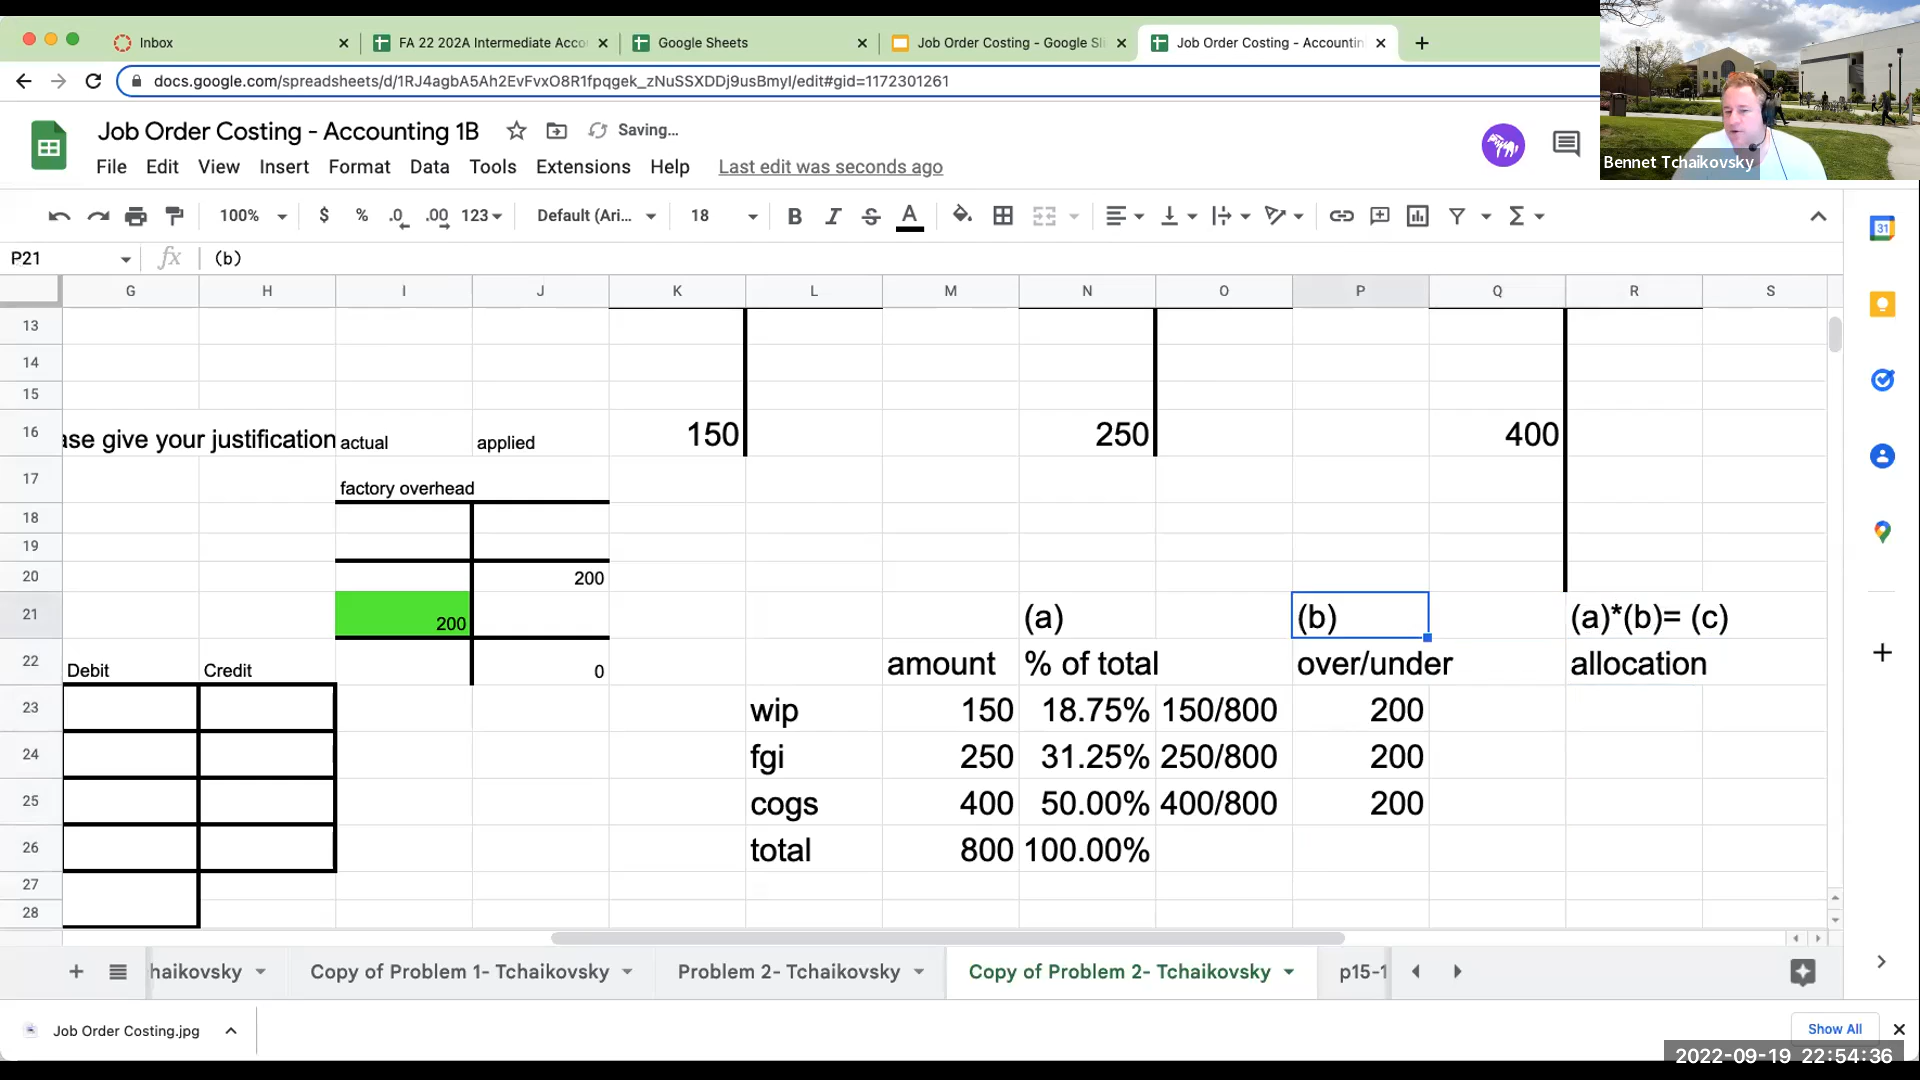 Inbox
FA 22 202A Intermediate Acco
Google Sheets
Job Order Costing - Google Sli
Job Order Costing - Accountin
docs.google.com/spreadsheets/d/1RJ4agbA5Ah2EvFvxO8R1fpqgek_zNuSSXDDj9usBmyI/edit#gid=1172301261
Bennet Tchaikovsky
Job Order Costing - Accounting 1B
Saving...
File Edit View Insert Format Data Tools Extensions Help Last edit was seconds ago
100% $ % .0 .00 123 Default (Ari... 18 B I S A
31
P21 fx (b)
G H I J K L M N O P Q R S
13
14
15
16 ase give your justification actual applied 150 250 400
17 factory overhead
18
19
20 200
21 200 (a) (b) (a)*(b)= (c)
22 Debit Credit 0 amount % of total over/under allocation
23 wip 150 18.75% 150/800 200
24 fgi 250 31.25% 250/800 200
25 cogs 400 50.00% 400/800 200
26 total 800 100.00%
27
28
haikovsky Copy of Problem 1- Tchaikovsky Problem 2- Tchaikovsky Copy of Problem 2- Tchaikovsky p15-1
Job Order Costing.jpg Show All
2022-09-19 22:54:36